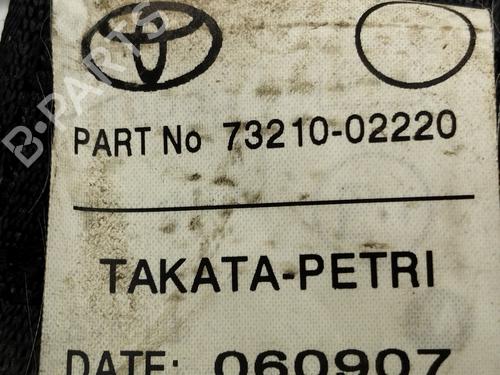 B-PARTS
PART No 73210-02220
TAKATA-PETRI
DATE: 060907